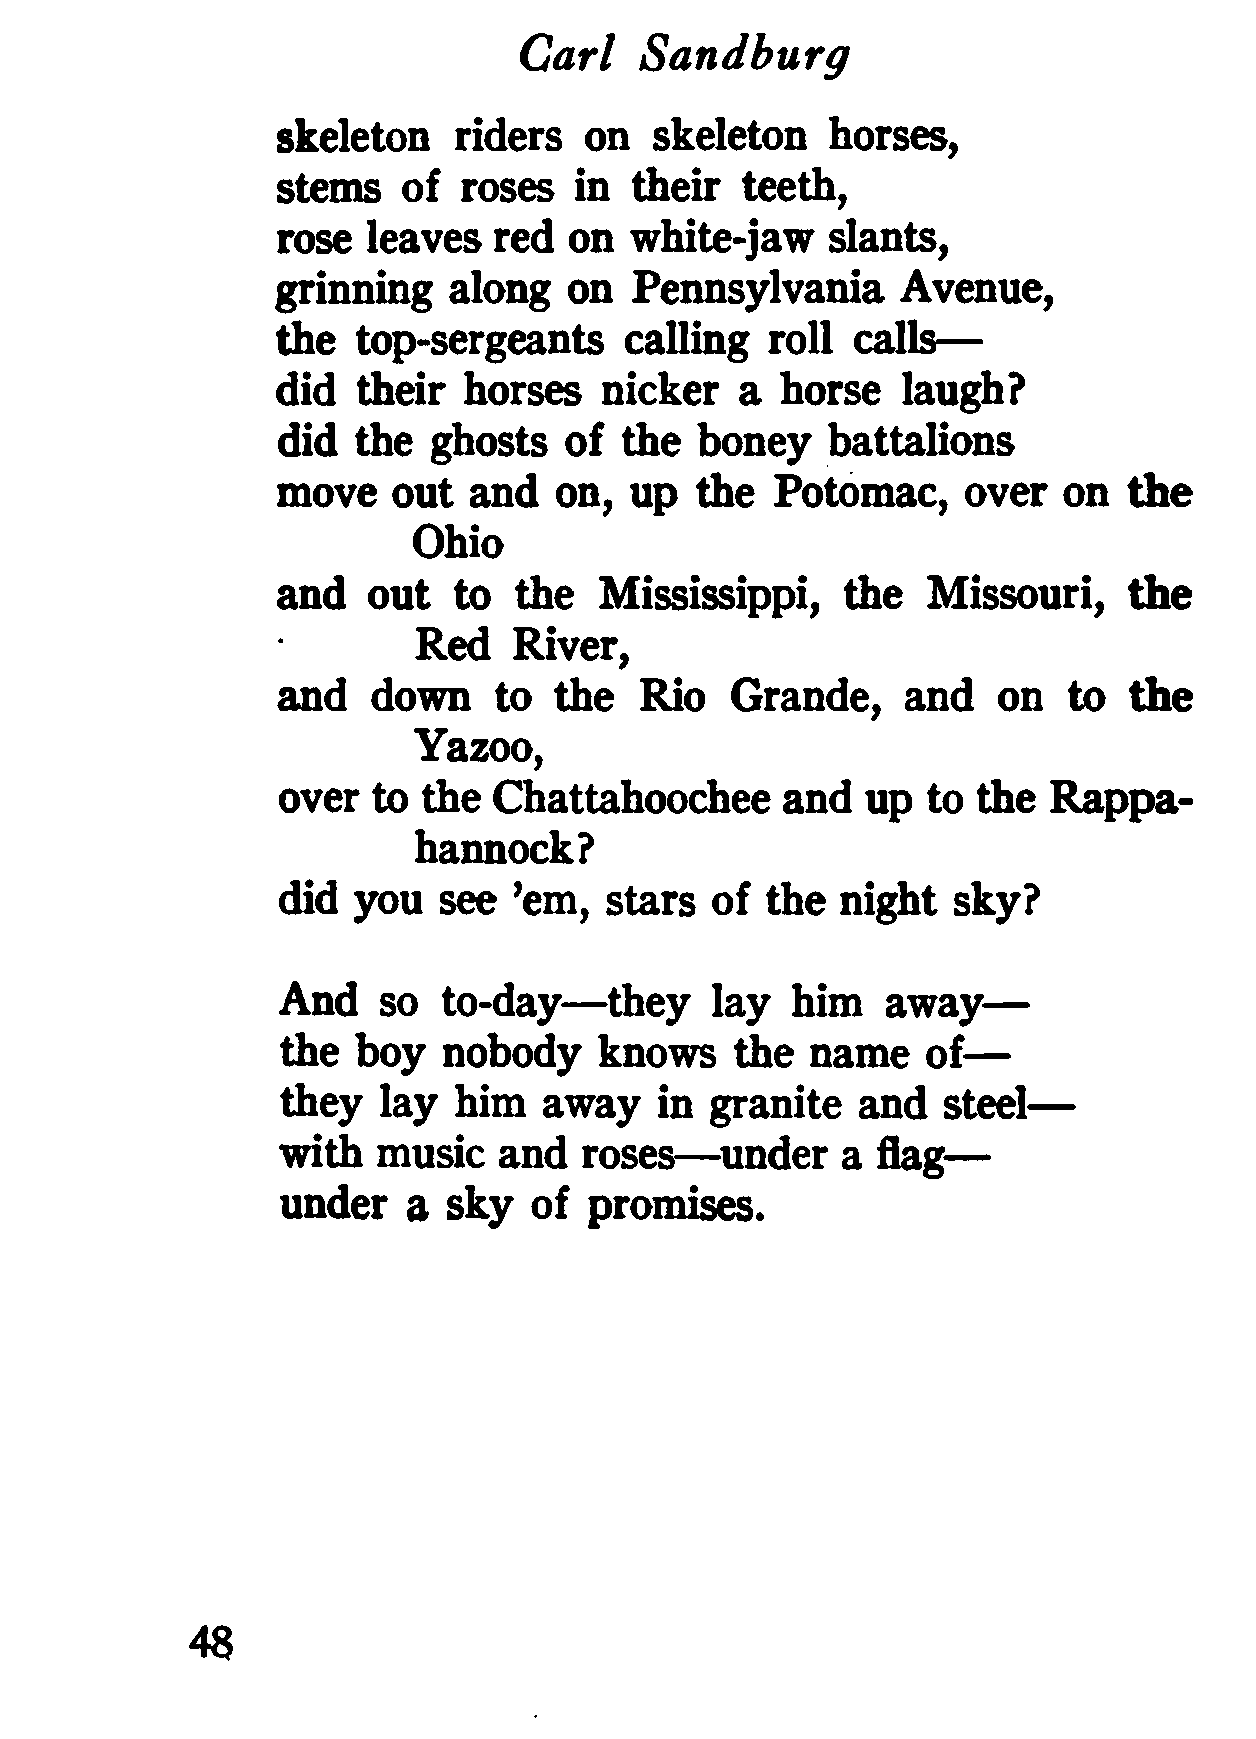 Carl Sandburg
skeleton riders on skeleton horses,
stems of roses in their teeth,
rose leaves red on white-jaw slants,
grinning along on Pennsylvania Avenue,
the top-sergeants calling roll calls—
did their horses nicker a horse laugh?
did the ghosts of the boney battalions
move out and on, up the Potomac, over on the
Ohio
and out to the Mississippi, the Missouri, the
Red River,
and down to the Rio Grande, and on to the
Yazoo,
over to the Chattahoochee and up to the Rappa-
hannock?
did you see ’em, stars of the night sky?
And so to-day—they lay him away—
the boy nobody knows the name of—
they lay him away in granite and steel—
with music and roses—under a flag—
under a sky of promises.
48